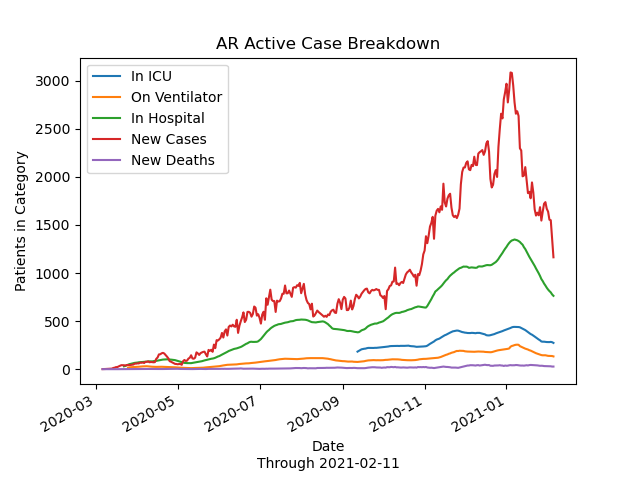 AR Active Case Breakdown
In ICU
On Ventilator
In Hospital
New Cases
New Deaths
Patients in Category
3000
2500
2000
1500
1000
500
0
2020-03
2020-05
2020-07
2020-09
2020-11
2021-01
Date
Through 2021-02-11